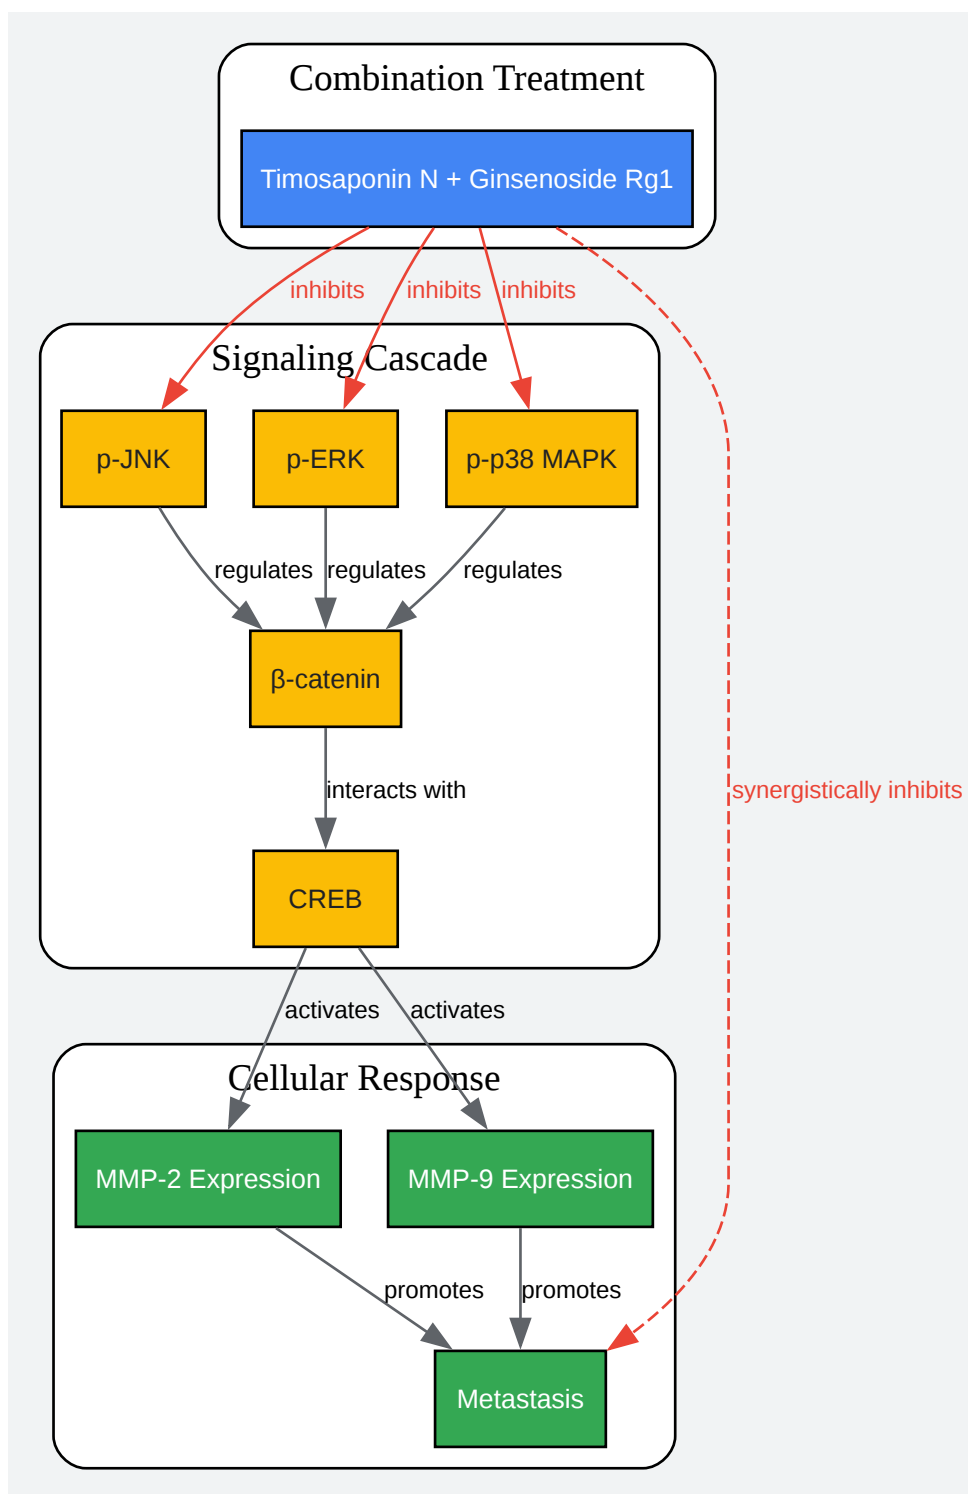 Combination Treatment
Timosaponin N + Ginsenoside Rg1
inhibits
inhibits
inhibits
Signaling Cascade
p-JNK
p-ERK
p-p38 MAPK
regulates
regulates
regulates
β-catenin
interacts with
synergistically inhibits
CREB
activates
activates
Cellular Response
MMP-2 Expression
MMP-9 Expression
promotes
promotes
Metastasis